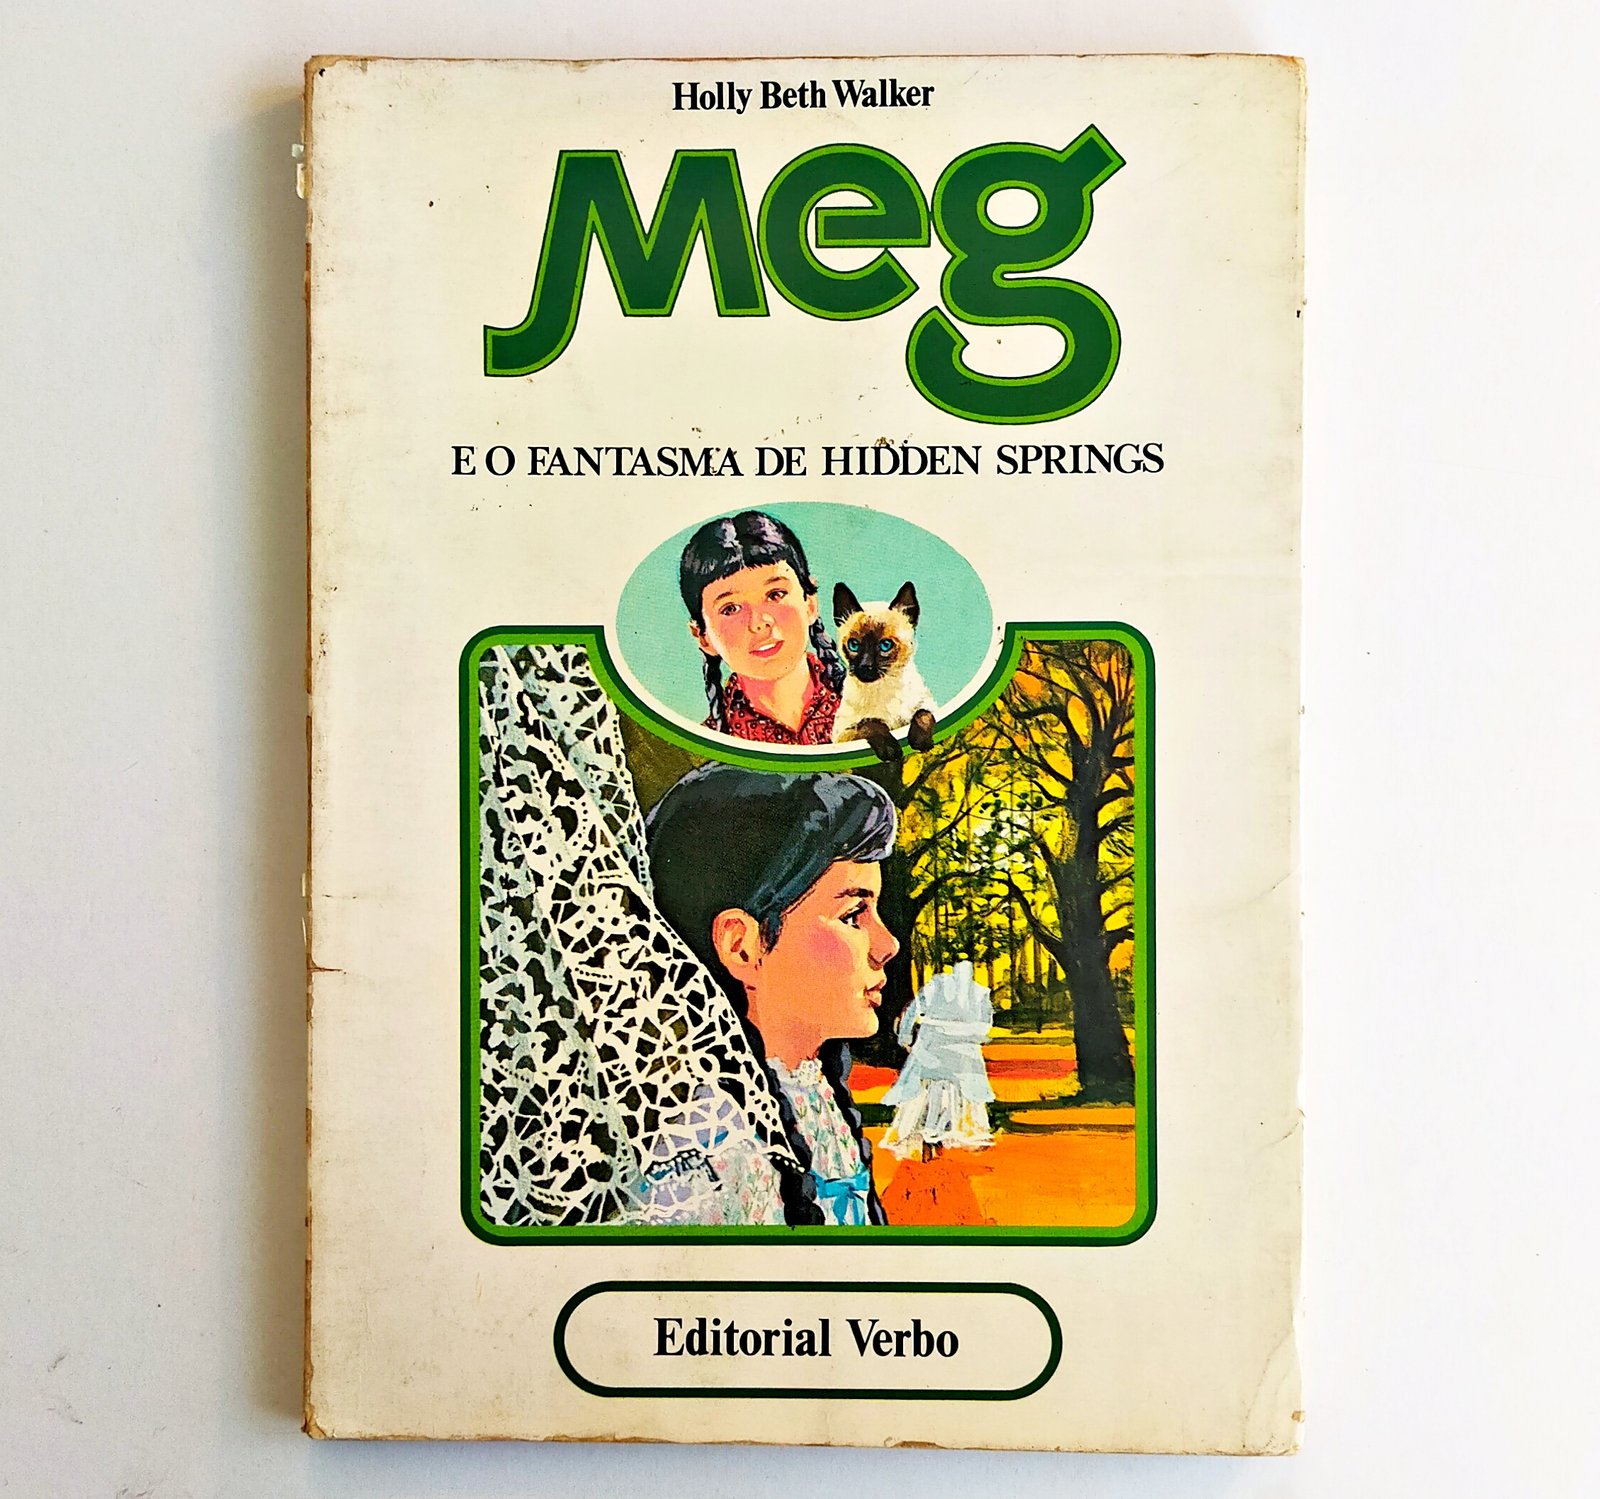 Holly Beth Walker
Meg
E O FANTASMA DE HIDDEN SPRINGS
Editorial Verbo